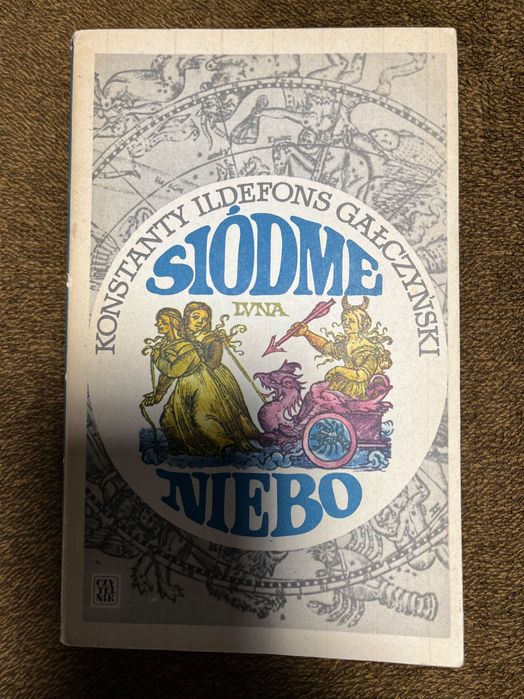 KONSTANTY ILDEFONS GAŁCZYŃSKI
SIÓDME
LVNA
NIEBO
CZY
TEL
NIK